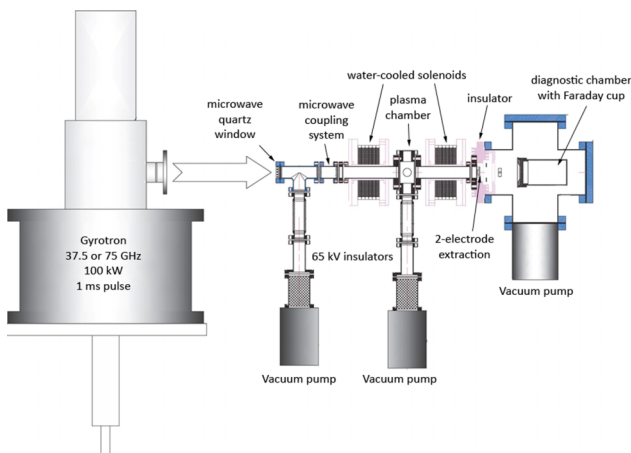 water-cooled solenoids
diagnostic chamber
with Faraday cup
microwave
quartz
window
microwave
coupling
system
plasma
chamber
insulator
Gyrotron
37.5 or 75 GHz
100 kW
1 ms pulse
65 kV insulators
2-electrode
extraction
Vacuum pump
Vacuum pump
Vacuum pump